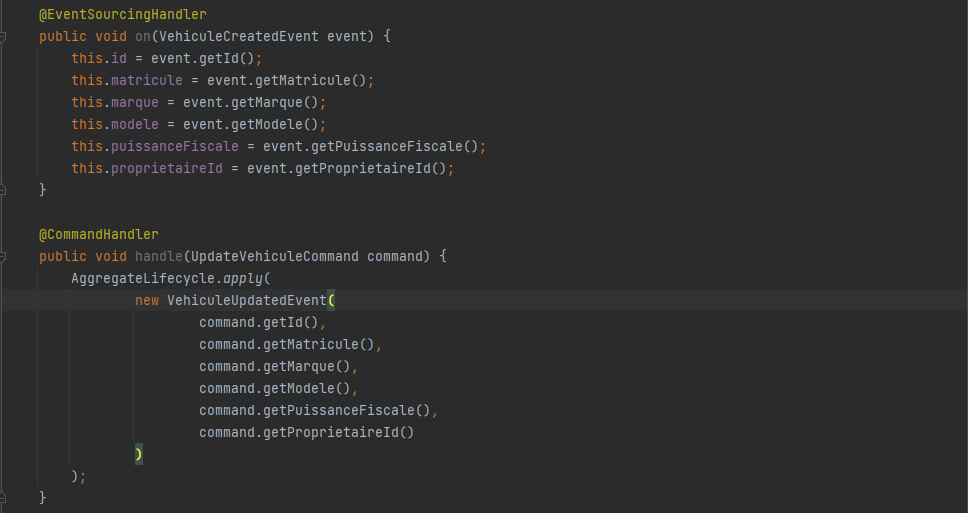 @EventSourcingHandler
public void on(VehiculeCreatedEvent event) {
this.id = event.getId();
this.matricule = event.getMatricule();
this.marque = event.getMarque();
this.modele = event.getModele();
this.puissanceFiscale = event.getPuissanceFiscale();
this.proprietaireId = event.getProprietaireId();
}
@CommandHandler
public void handle(UpdateVehiculeCommand command) {
AggregateLifecycle.apply(
new VehiculeUpdatedEvent(
command.getId(),
command.getMatricule(),
command.getMarque(),
command.getModele(),
command.getPuissanceFiscale(),
command.getProprietaireId()
)
);
}